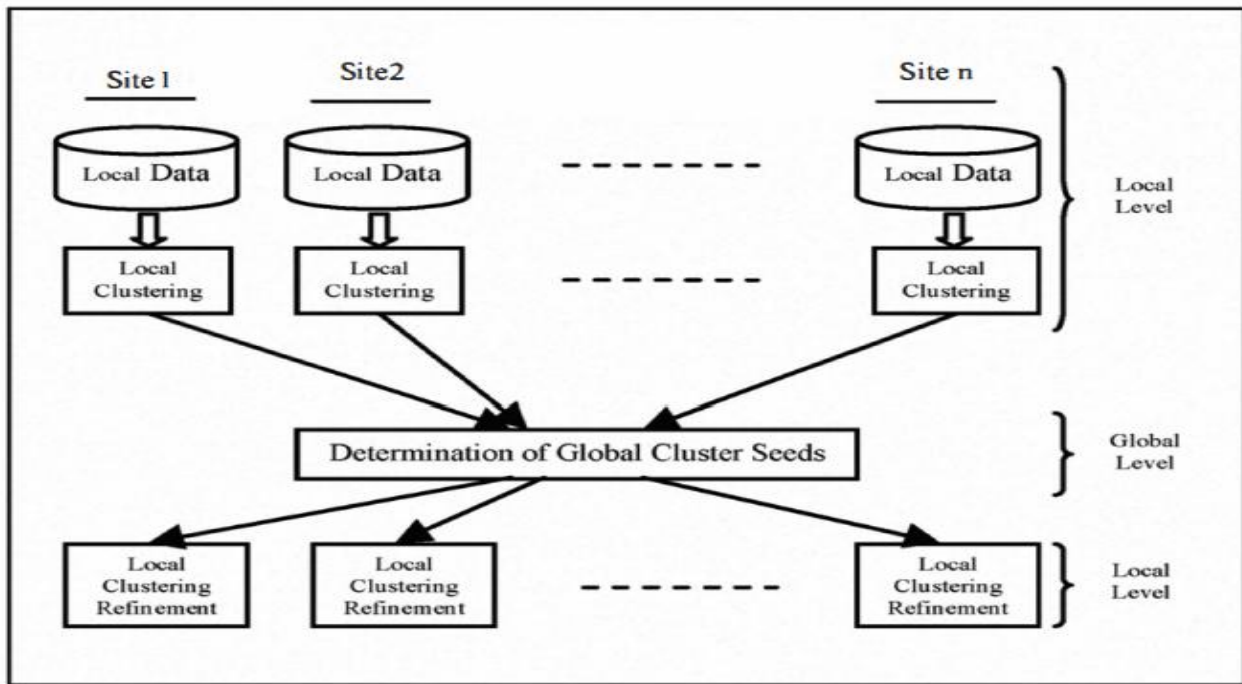 Site 1
Site2
Site n
Local Data
Local Data
Local Data
Local
Level
Local
Clustering
Local
Clustering
Local
Clustering
Determination of Global Cluster Seeds
Global
Level
Local
Clustering
Refinement
Local
Clustering
Refinement
Local
Clustering
Refinement
Local
Level